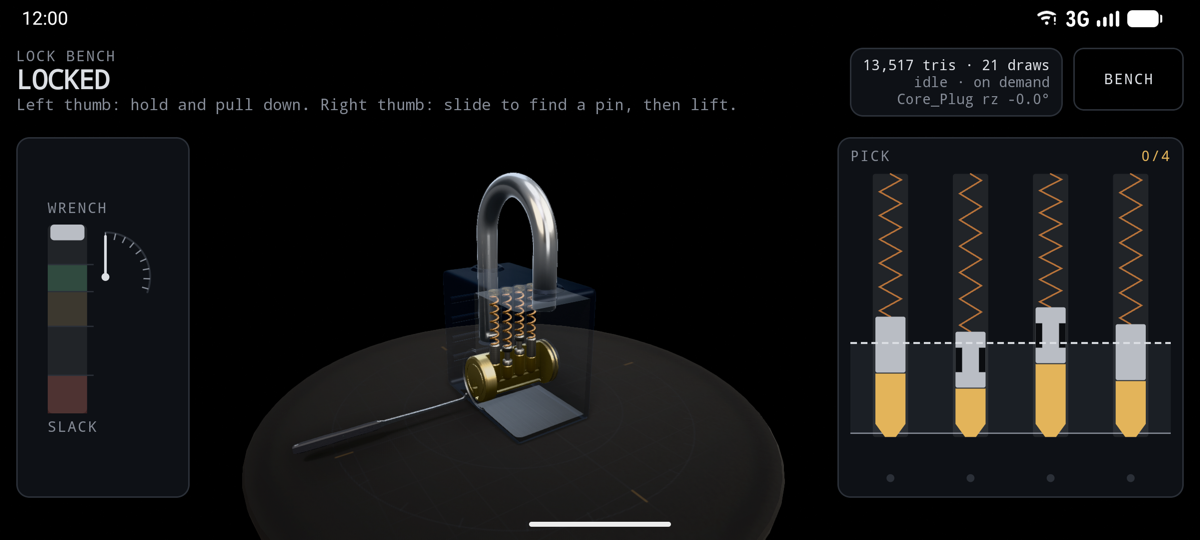 12:00
3G
LOCK BENCH
LOCKED
Left thumb: hold and pull down. Right thumb: slide to find a pin, then lift.
13,517 tris · 21 draws
idle · on demand
Core_Plug rz -0.0°
BENCH
WRENCH
SLACK
PICK
0/4